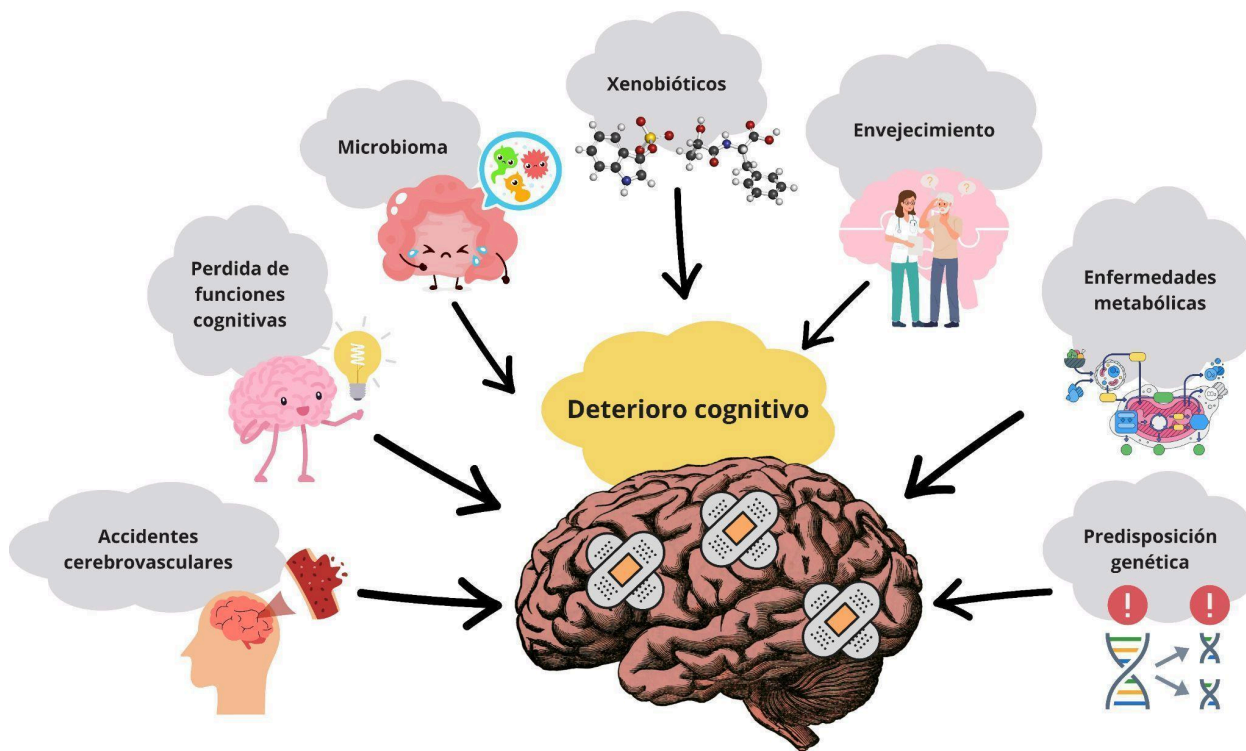 Xenobióticos
Microbioma
Envejecimiento
Perdida de
funciones
cognitivas
Enfermedades
metabólicas
Deterioro cognitivo
Accidentes
cerebrovasculares
Predisposición
genética